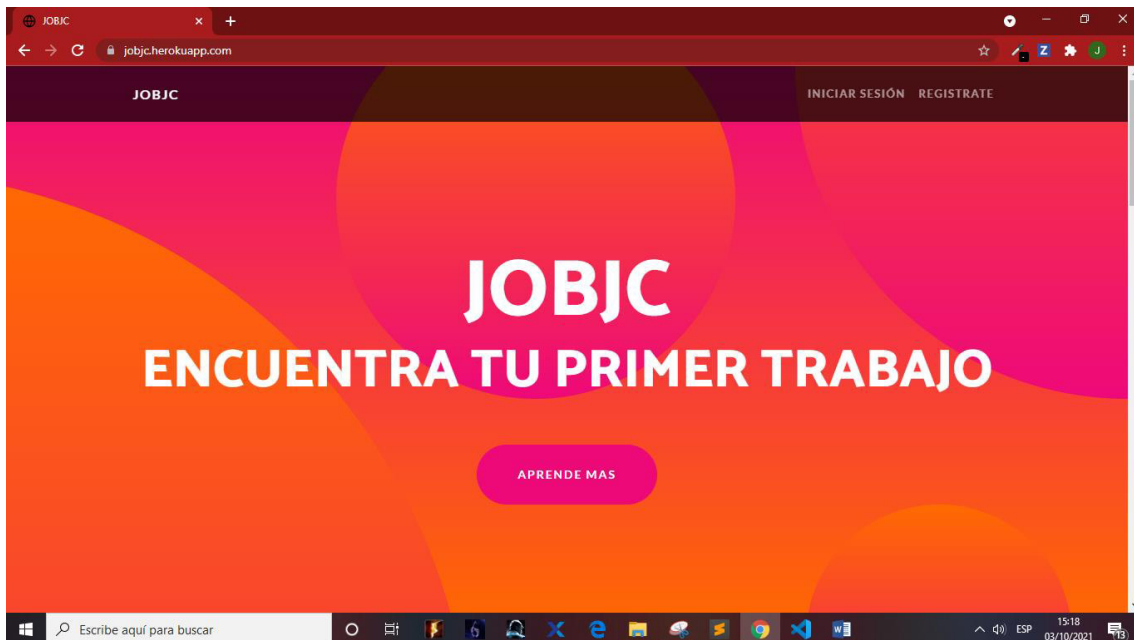 JOBJC
jobjc.herokuapp.com
Z
J
JOBJC
INICIAR SESIÓN REGISTRATE
JOBJC
ENCUENTRA TU PRIMER TRABAJO
APRENDE MAS
Escribe aquí para buscar
ESP
15:18
03/10/2021
13